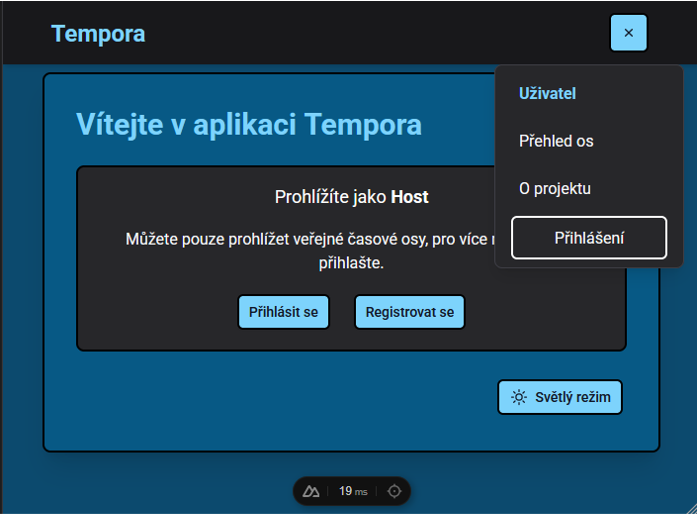 Tempora
×
Uživatel
Vítejte v aplikaci Tempora
Přehled os
Prohlížíte jako Host
O projektu
Můžete pouze prohlížet veřejné časové osy, pro více
přihlašte.
Přihlášení
Přihlásit se
Registrovat se
Světlý režim
19 ms